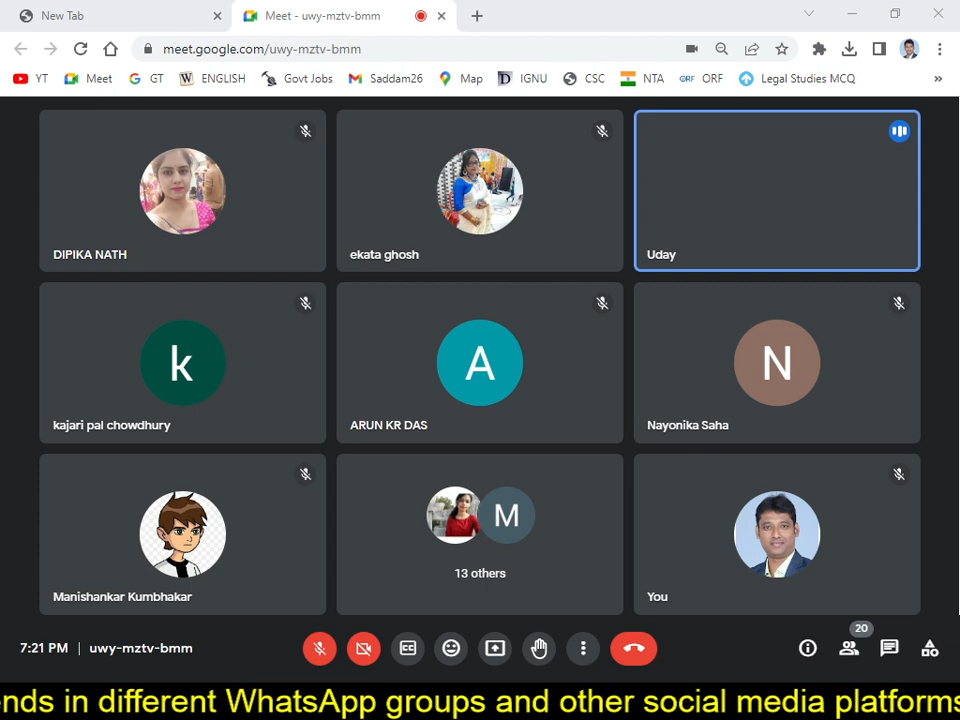 New Tab
Meet - uwy-mztv-bmm
meet.google.com/uwy-mztv-bmm
YT Meet GT ENGLISH Govt Jobs Saddam26 Map IGNU CSC NTA ORF ORF Legal Studies MCQ »
DIPIKA NATH
ekata ghosh
Uday
k
kajari pal chowdhury
A
ARUN KR DAS
N
Nayonika Saha
Manishankar Kumbhakar
M
13 others
You
7:21 PM | uwy-mztv-bmm
20
ends in different WhatsApp groups and other social media platforms